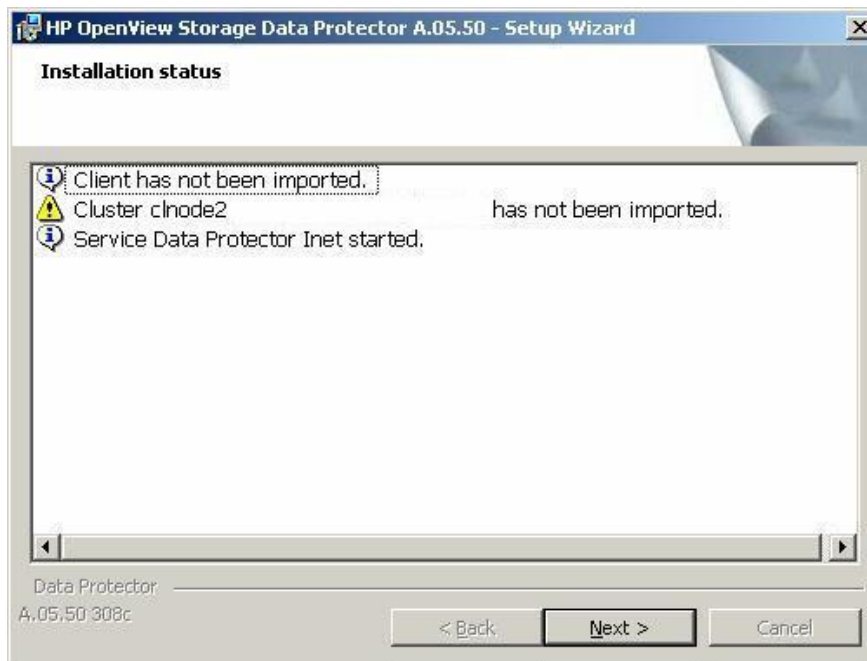 HP OpenView Storage Data Protector A.05.50 - Setup Wizard
Installation status
Client has not been imported.
Cluster clnode2 has not been imported.
Service Data Protector Inet started.
Data Protector
A.05.50 308c
< Back
Next >
Cancel